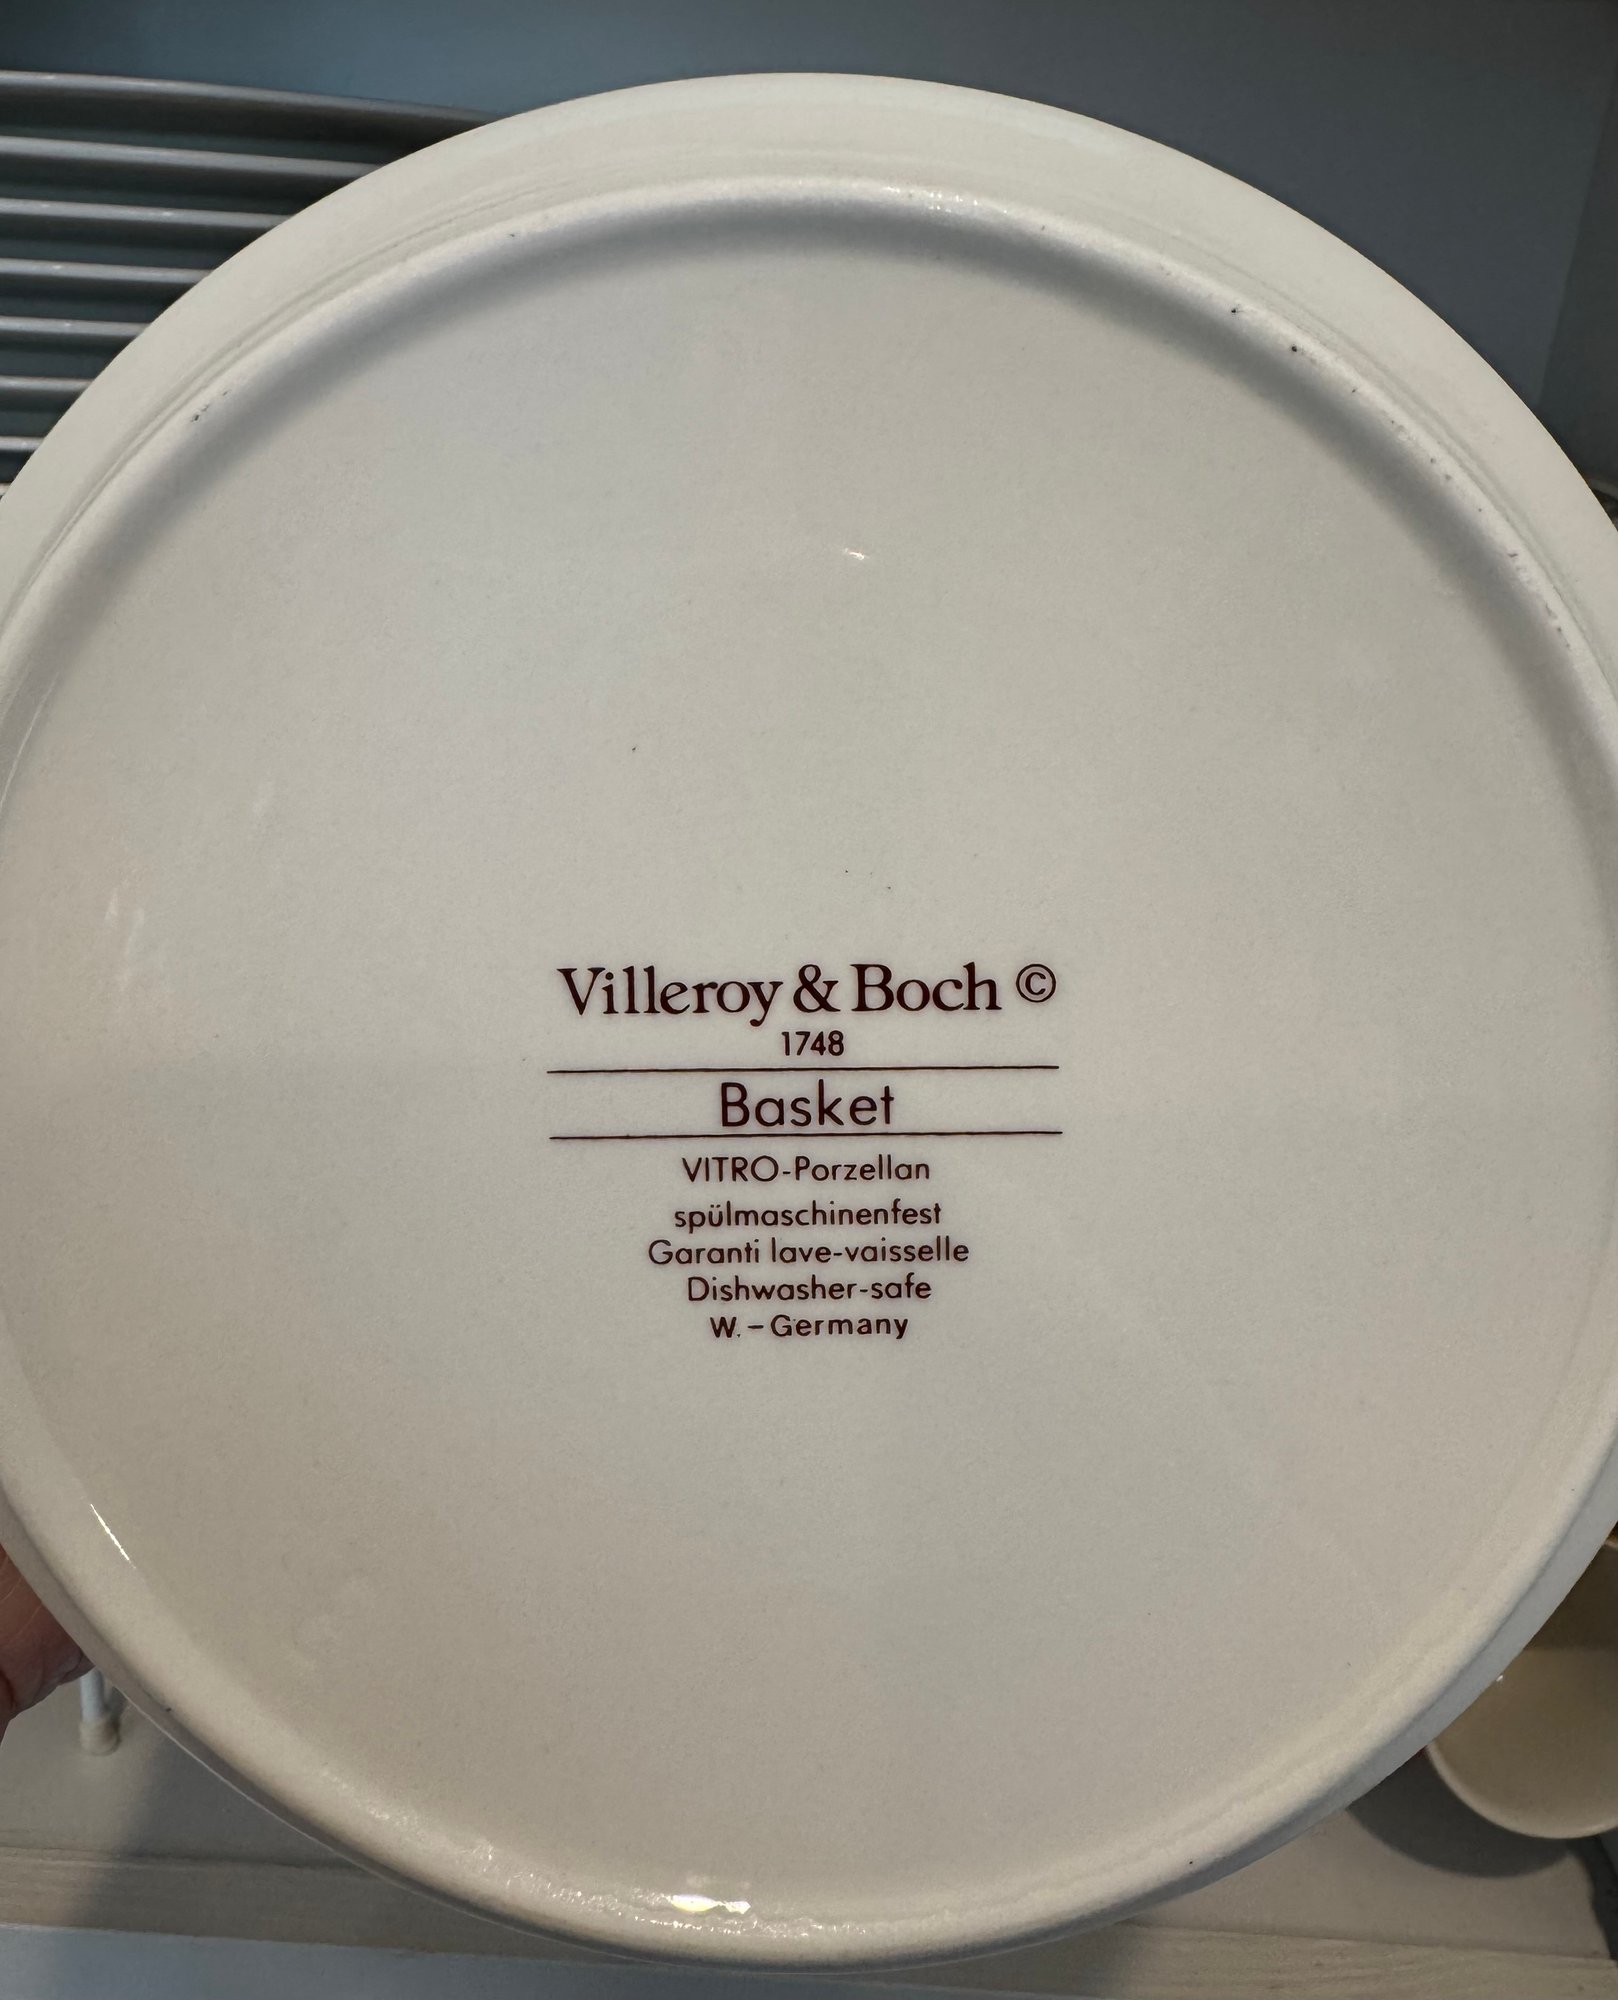 Villeroy & Boch ©
1748
Basket
VITRO-Porzellan
spülmaschinenfest
Garanti lave-vaisselle
Dishwasher-safe
W.-Germany